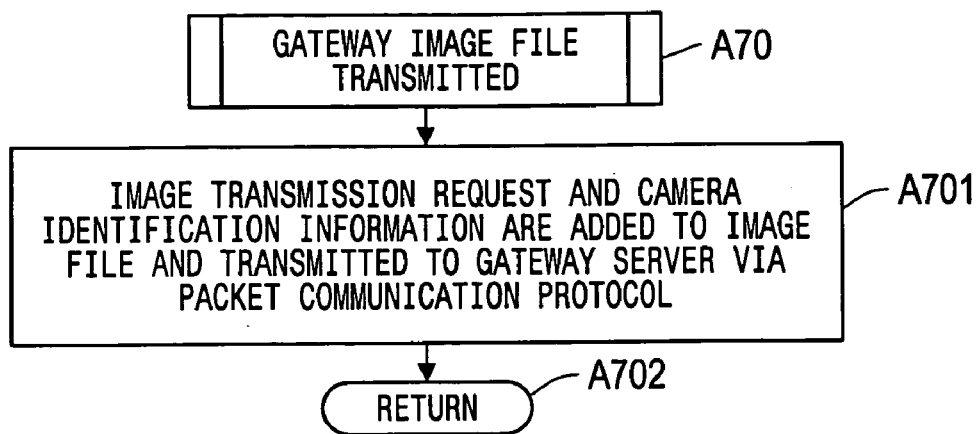 GATEWAY IMAGE FILE
TRANSMITTED
A70
IMAGE TRANSMISSION REQUEST AND CAMERA
IDENTIFICATION INFORMATION ARE ADDED TO IMAGE
FILE AND TRANSMITTED TO GATEWAY SERVER VIA
PACKET COMMUNICATION PROTOCOL
A701
RETURN
A702